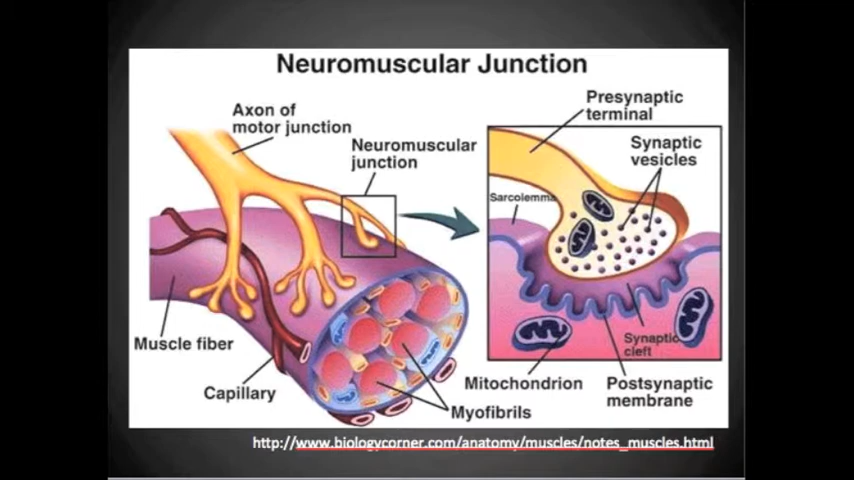 Neuromuscular Junction
Axon of
motor junction
Neuromuscular
junction
Presynaptic
terminal
Synaptic
vesicles
Sarcolemma
Muscle fiber
Capillary
Synaptic
cleft
Mitochondrion
Postsynaptic
membrane
Myofibrils
http://www.biologycorner.com/anatomy/muscles/notes_muscles.html